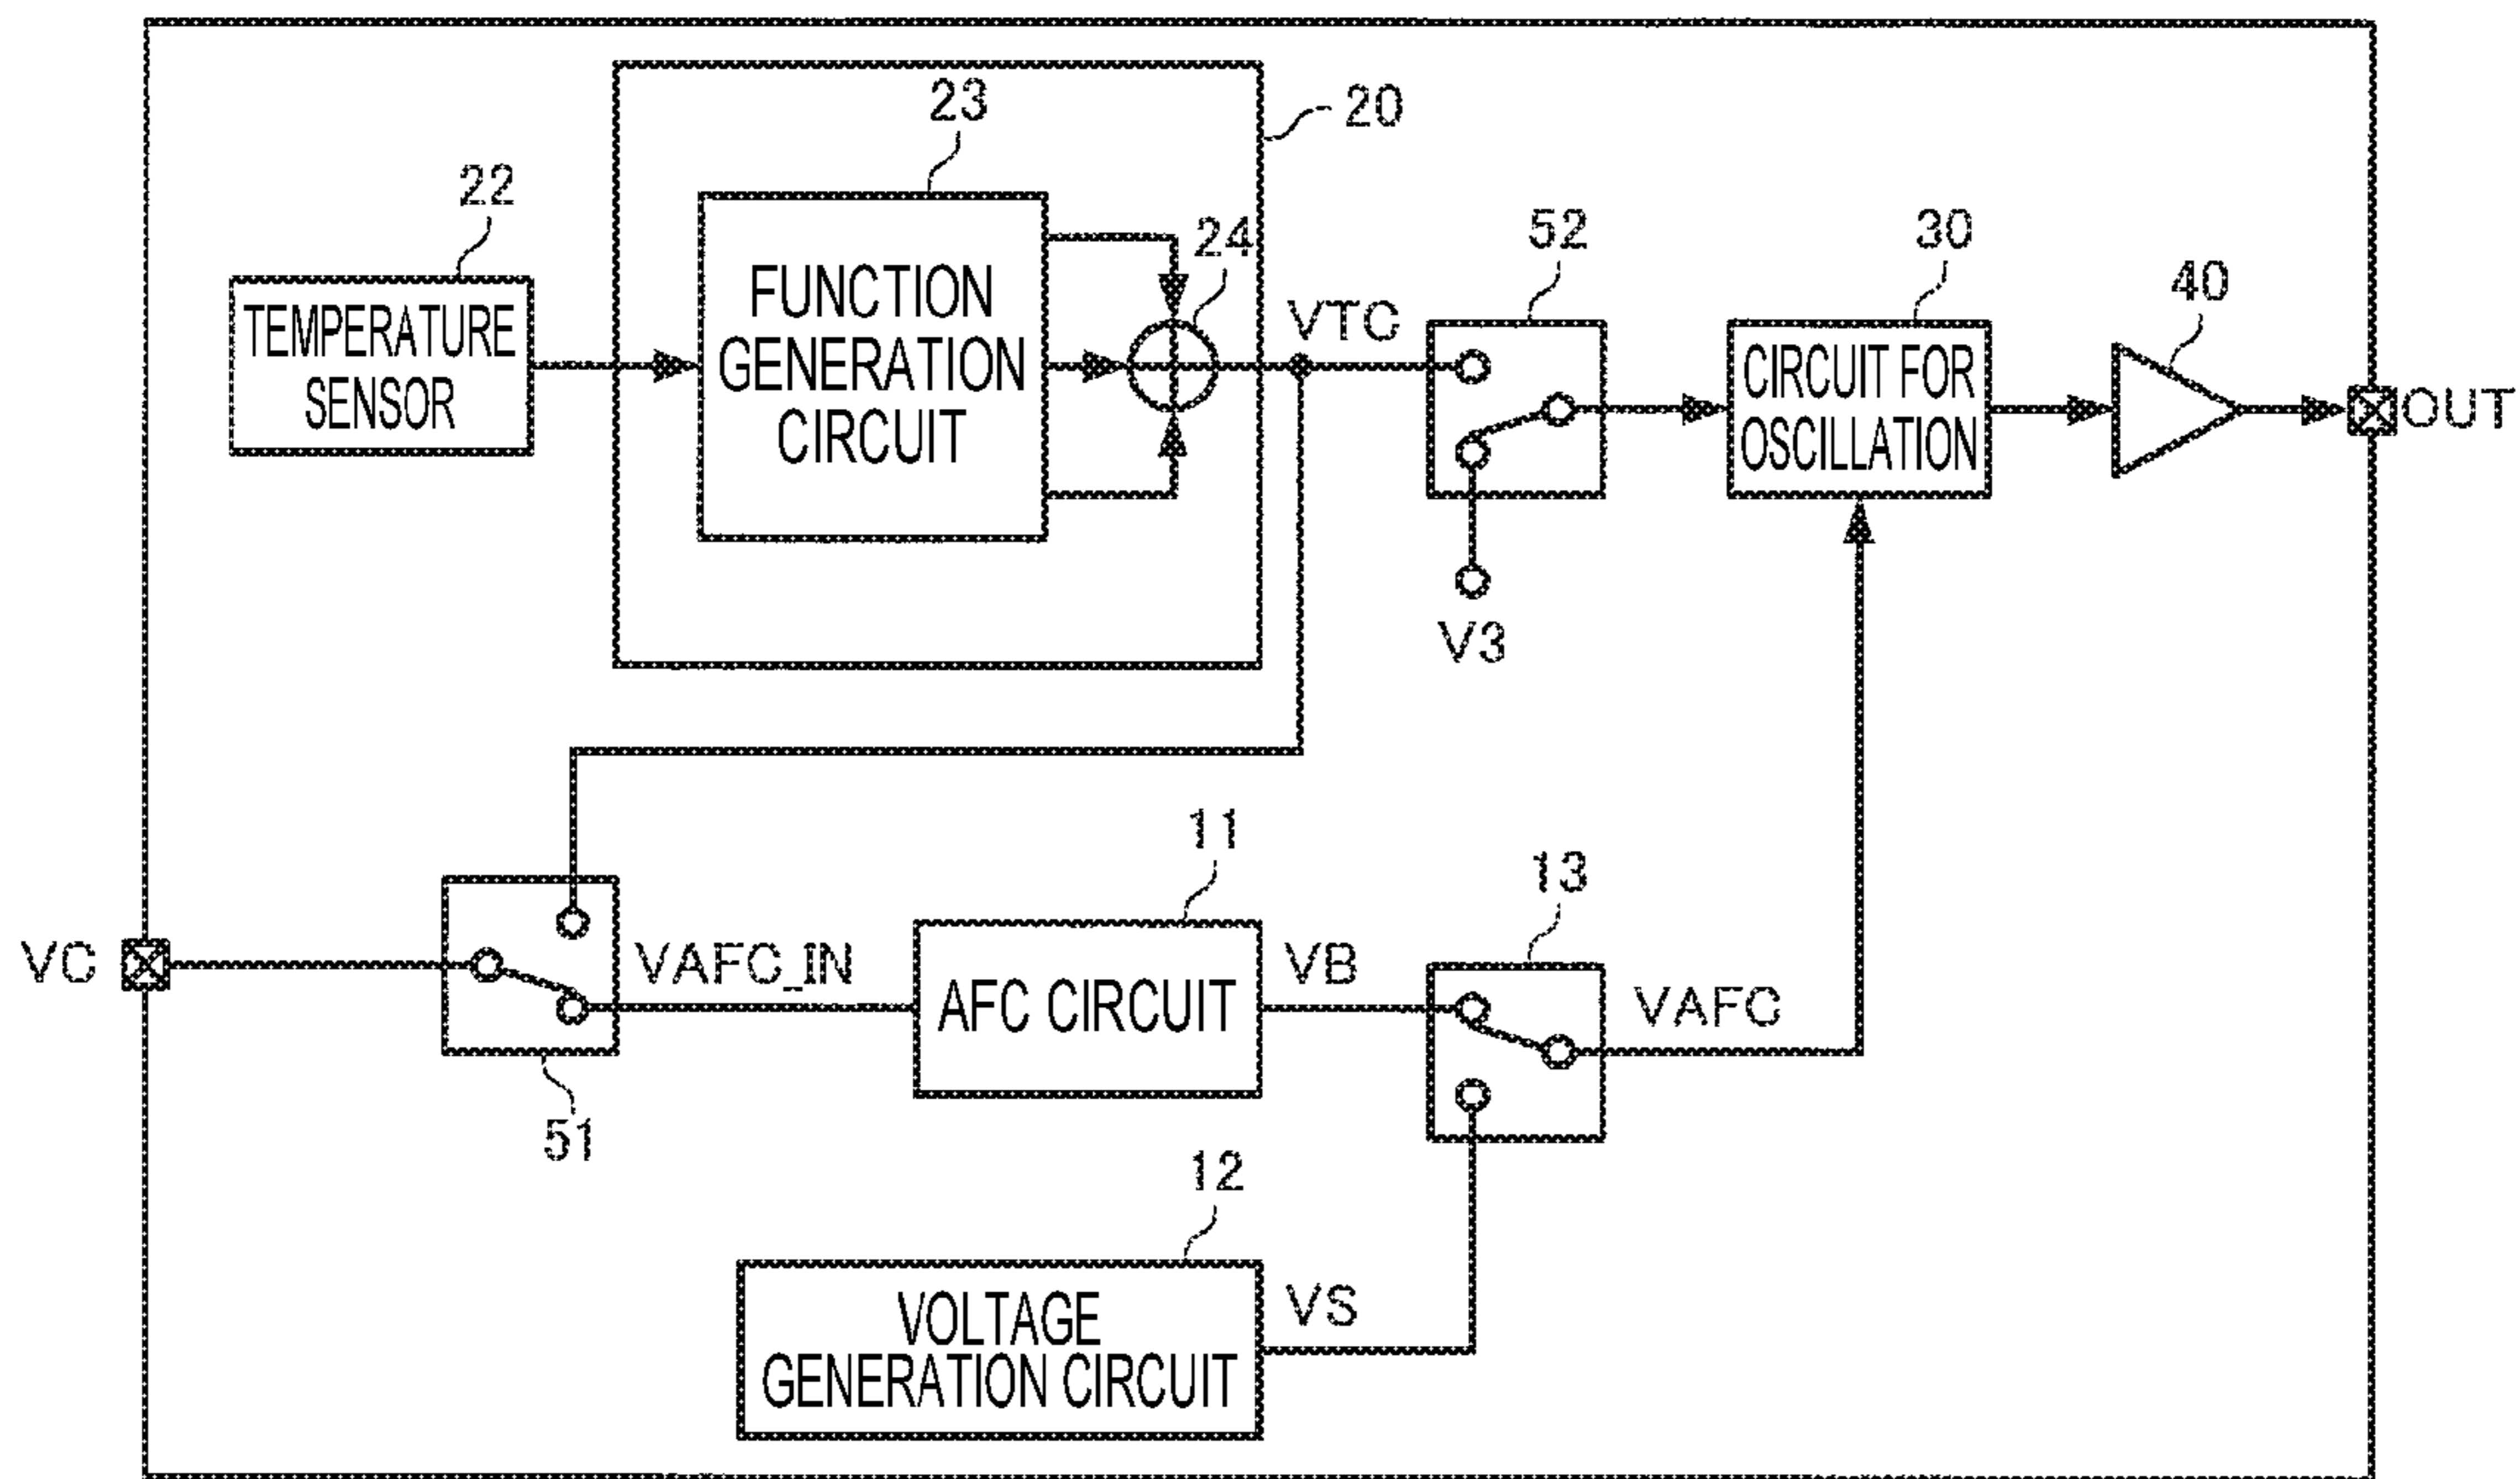 23
20
22
24
52
30
40
TEMPERATURE
SENSOR
FUNCTION
GENERATION
CIRCUIT
VTC
CIRCUIT FOR
OSCILLATION
OUT
V3
11
13
VC
VAFC_IN
AFC CIRCUIT
VB
VAFC
51
12
VOLTAGE
GENERATION CIRCUIT
VS